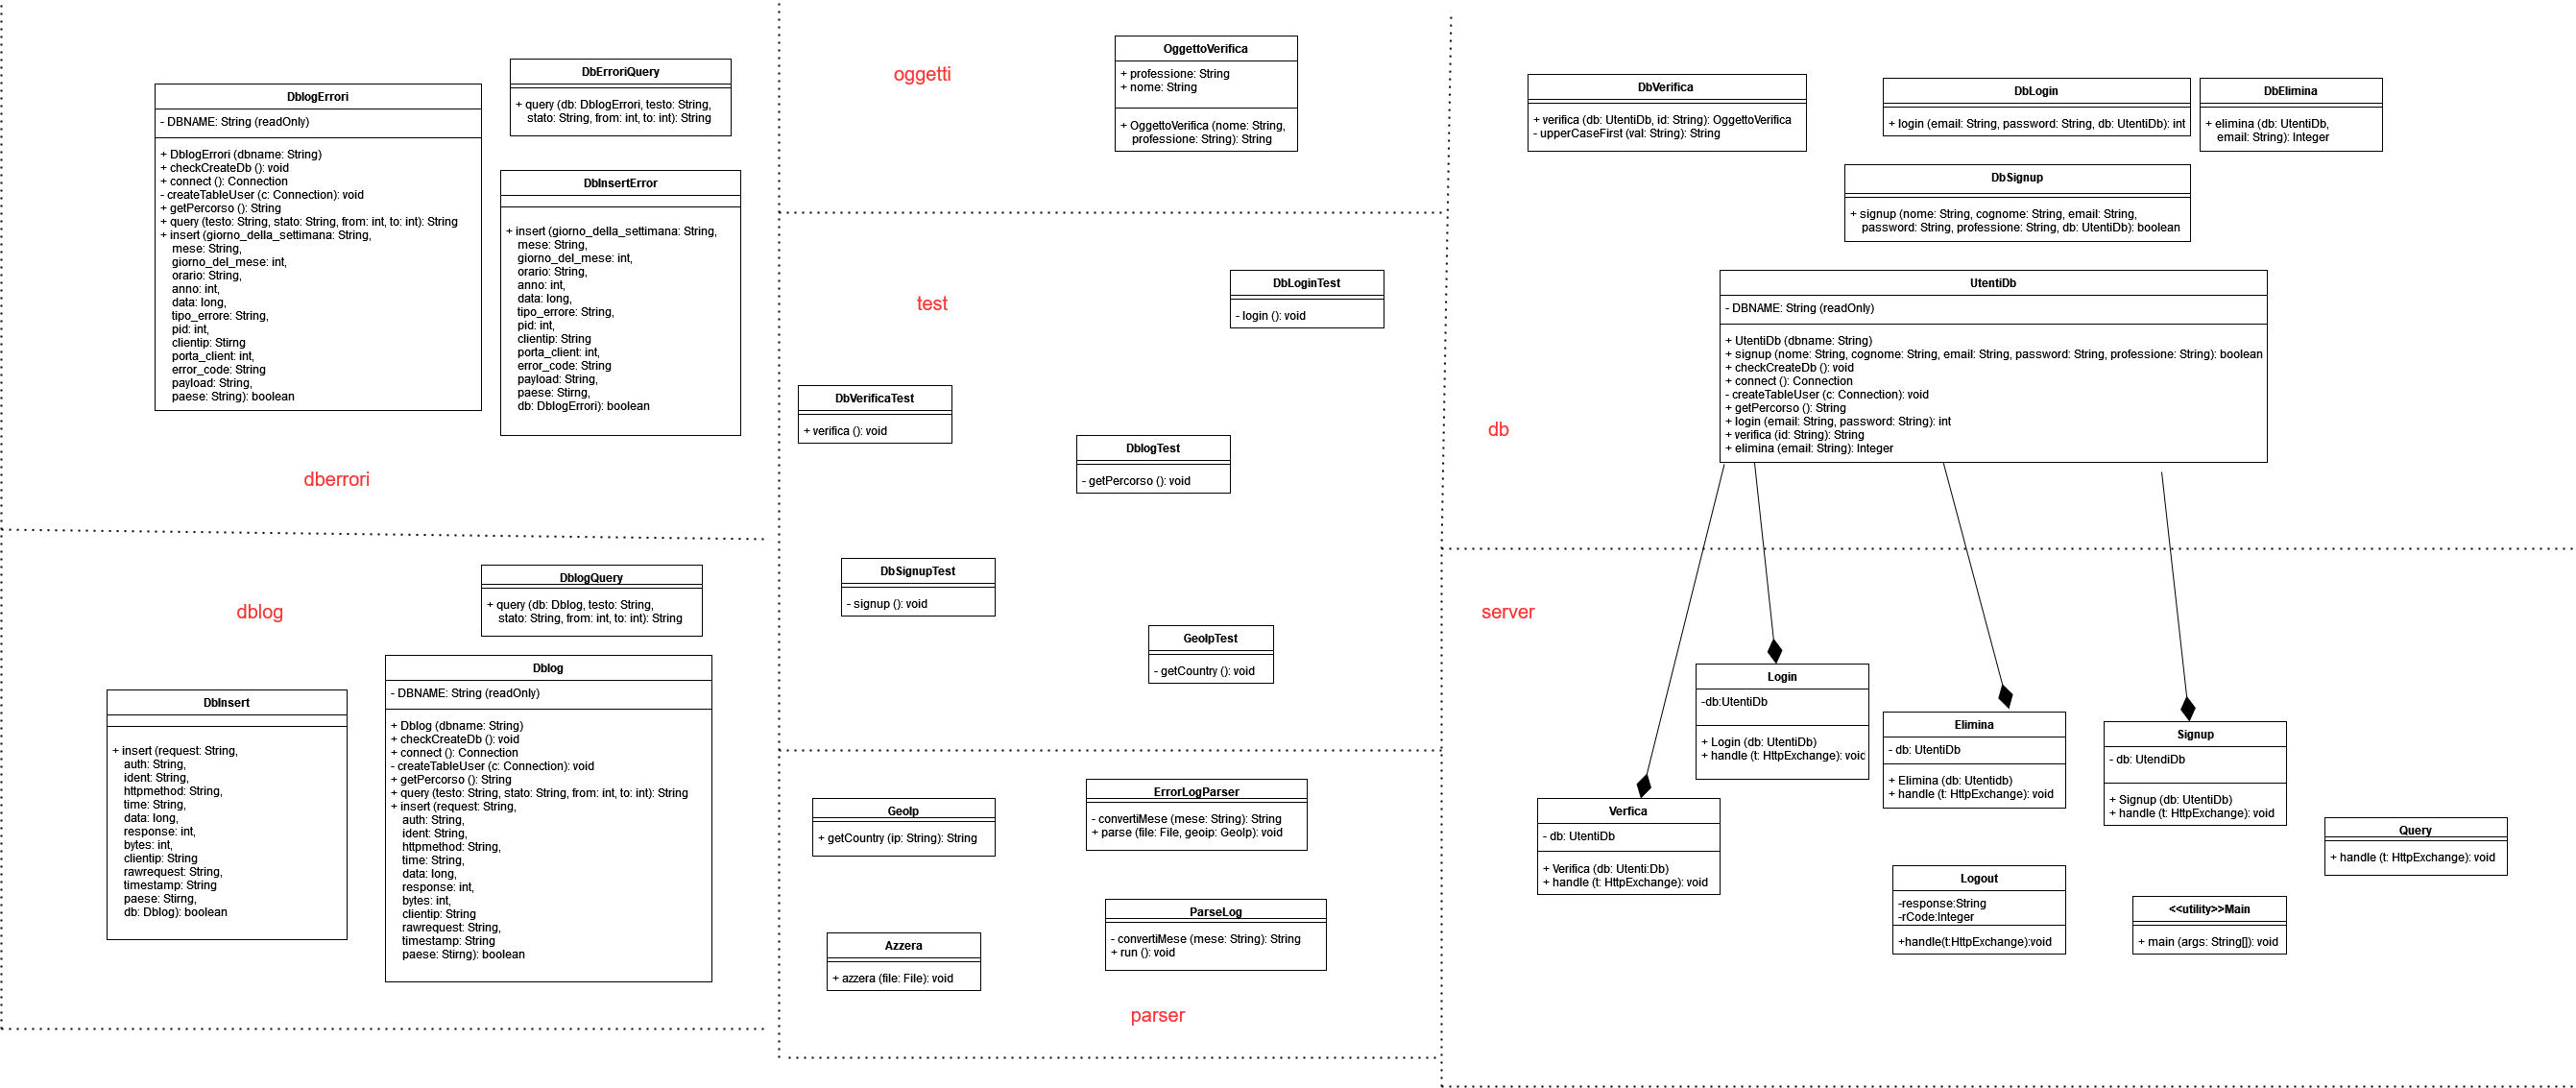 DblogErrori
- DBNAME: String (readOnly)
+ DblogErrori (dbname: String)
+ checkCreateDb (): void
+ connect (): Connection
- createTableUser (c: Connection): void
+ getPercorso (): String
+ query (testo: String, stato: String, from: int, to: int): String
+ insert (giorno_della_settimana: String,
mese: String,
giorno_del_mese: int,
orario: String,
anno: int,
data: long,
tipo_errore: String,
pid: int,
clientip: Stirng
porta_client: int,
error_code: String
payload: String,
paese: String): boolean
DbErroriQuery
+ query (db: DblogErrori, testo: String,
stato: String, from: int, to: int): String
DbInsertError
+ insert (giorno_della_settimana: String,
mese: String,
giorno_del_mese: int,
orario: String,
anno: int,
data: long,
tipo_errore: String,
pid: int,
clientip: String
porta_client: int,
error_code: String
payload: String,
paese: Stirng,
db: DblogErrori): boolean
dberrori
dblog
DblogQuery
+ query (db: Dblog, testo: String,
stato: String, from: int, to: int): String
DbInsert
+ insert (request: String,
auth: String,
ident: String,
httpmethod: String,
time: String,
data: long,
response: int,
bytes: int,
clientip: String
rawrequest: String,
timestamp: String
paese: Stirng,
db: Dblog): boolean
Dblog
- DBNAME: String (readOnly)
+ Dblog (dbname: String)
+ checkCreateDb (): void
+ connect (): Connection
- createTableUser (c: Connection): void
+ getPercorso (): String
+ query (testo: String, stato: String, from: int, to: int): String
+ insert (request: String,
auth: String,
ident: String,
httpmethod: String,
time: String,
data: long,
response: int,
bytes: int,
clientip: String
rawrequest: String,
timestamp: String
paese: Stirng): boolean
oggetti
OggettoVerifica
+ professione: String
+ nome: String
+ OggettoVerifica (nome: String,
professione: String): String
test
DbLoginTest
- login (): void
DbVerificaTest
+ verifica (): void
DblogTest
- getPercorso (): void
DbSignupTest
- signup (): void
GeoIpTest
- getCountry (): void
GeoIp
+ getCountry (ip: String): String
ErrorLogParser
- convertiMese (mese: String): String
+ parse (file: File, geoip: GeoIp): void
ParseLog
- convertiMese (mese: String): String
+ run (): void
Azzera
+ azzera (file: File): void
parser
DbVerifica
+ verifica (db: UtentiDb, id: String): OggettoVerifica
- upperCaseFirst (val: String): String
DbLogin
+ login (email: String, password: String, db: UtentiDb): int
DbElimina
+ elimina (db: UtentiDb,
email: String): Integer
DbSignup
+ signup (nome: String, cognome: String, email: String,
password: String, professione: String, db: UtentiDb): boolean
UtentiDb
- DBNAME: String (readOnly)
+ UtentiDb (dbname: String)
+ signup (nome: String, cognome: String, email: String, password: String, professione: String): boolean
+ checkCreateDb (): void
+ connect (): Connection
- createTableUser (c: Connection): void
+ getPercorso (): String
+ login (email: String, password: String): int
+ verifica (id: String): String
+ elimina (email: String): Integer
db
server
Login
-db:UtentiDb
+ Login (db: UtentiDb)
+ handle (t: HttpExchange): void
Elimina
- db: UtentiDb
+ Elimina (db: Utentidb)
+ handle (t: HttpExchange): void
Signup
- db: UtendiDb
+ Signup (db: UtentiDb)
+ handle (t: HttpExchange): void
Verfica
- db: UtentiDb
+ Verifica (db: Utenti:Db)
+ handle (t: HttpExchange): void
Query
+ handle (t: HttpExchange): void
Logout
-response:String
-rCode:Integer
+handle(t:HttpExchange):void
<<utility>>Main
+ main (args: String[]): void